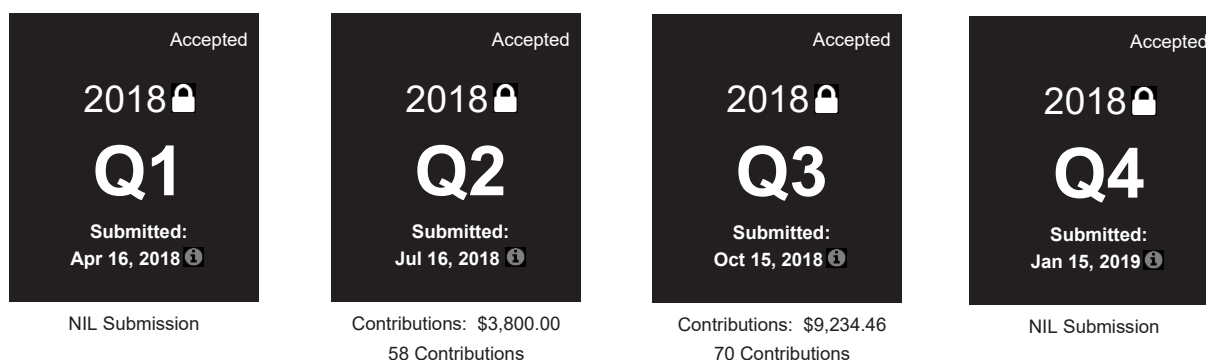 Accepted
2018
Q1
Submitted:
Apr 16, 2018
NIL Submission
Accepted
2018
Q2
Submitted:
Jul 16, 2018
Contributions: $3,800.00
58 Contributions
Accepted
2018
Q3
Submitted:
Oct 15, 2018
Contributions: $9,234.46
70 Contributions
Accepted
2018
Q4
Submitted:
Jan 15, 2019
NIL Submission